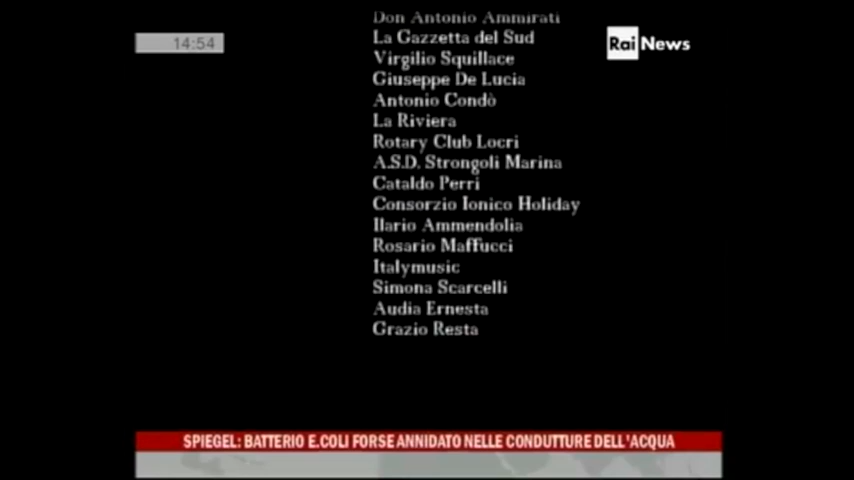 Don Antonio Ammirati
14:54
La Gazzetta del Sud
Rai News
Virgilio Squillace
Giuseppe De Lucia
Antonio Condò
La Riviera
Rotary Club Locri
A.S.D. Strongoli Marina
Cataldo Perri
Consorzio Ionico Holiday
Ilario Ammendolia
Rosario Maffucci
Italymusic
Simona Scarcelli
Audia Ernesta
Grazio Resta
SPIEGEL: BATTERIO E.COLI FORSE ANNIDATO NELLE CONDUTTURE DELL'ACQUA